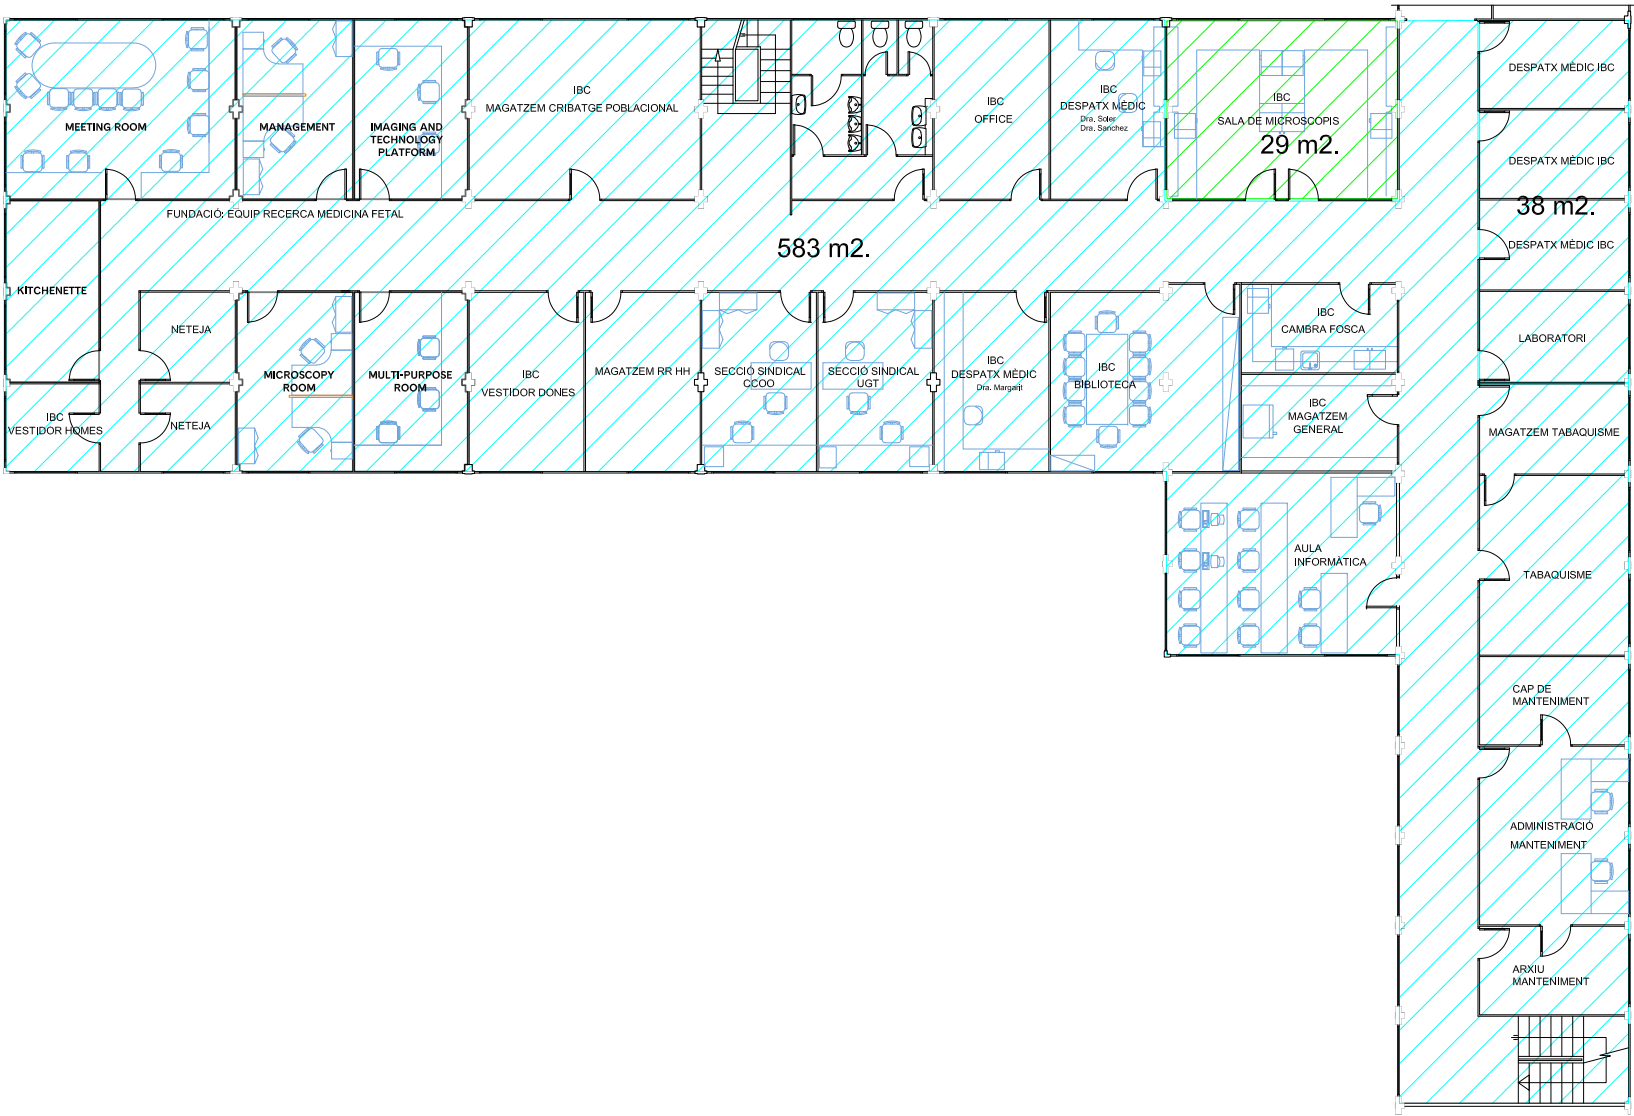 MEETING ROOM
MANAGEMENT
IMAGING AND
TECHNOLOGY
PLATFORM
IBC
MAGATZEM CRIBATGE POBLACIONAL
IBC
OFFICE
IBC
DESPATX MÈDIC
Dra. Soler
Dra. Sanchez
IBC
SALA DE MICROSCOPIS
29 m2.
DESPATX MÈDIC IBC
DESPATX MÈDIC IBC
38 m2.
DESPATX MÈDIC IBC
FUNDACIÓ: EQUIP RECERCA MEDICINA FETAL
583 m2.
KITCHENETTE
NETEJA
IBC
VESTIDOR HOMES
NETEJA
MICROSCOPY
ROOM
MULTI-PURPOSE
ROOM
IBC
VESTIDOR DONES
MAGATZEM RR HH
SECCIÓ SINDICAL
CCOO
SECCIÓ SINDICAL
UGT
IBC
DESPATX MÈDIC
Dra. Margarit
IBC
BIBLIOTECA
IBC
CAMBRA FOSCA
IBC
MAGATZEM
GENERAL
LABORATORI
MAGATZEM TABAQUISME
AULA
INFORMÀTICA
TABAQUISME
CAP DE
MANTENIMENT
ADMINISTRACIÓ
MANTENIMENT
ARXIU
MANTENIMENT